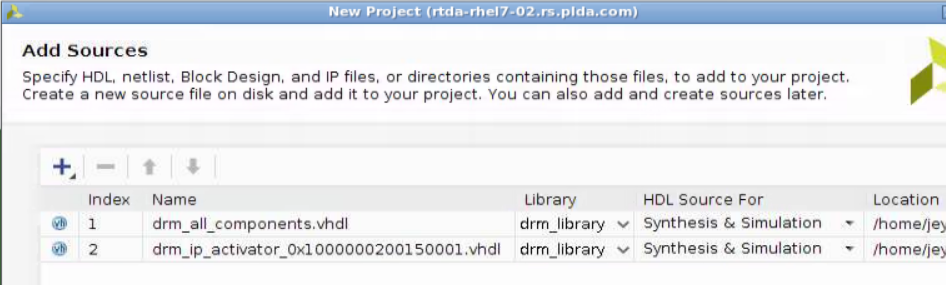 New Project (rtda-rhel7-02.rs.plda.com)
Add Sources
Specify HDL, netlist, Block Design, and IP files, or directories containing those files, to add to your project.
Create a new source file on disk and add it to your project. You can also add and create sources later.
Index Name Library HDL Source For Location
1 drm_all_components.vhdl drm_library Synthesis & Simulation /home/jey
2 drm_ip_activator_0x1000000200150001.vhdl drm_library Synthesis & Simulation /home/jey